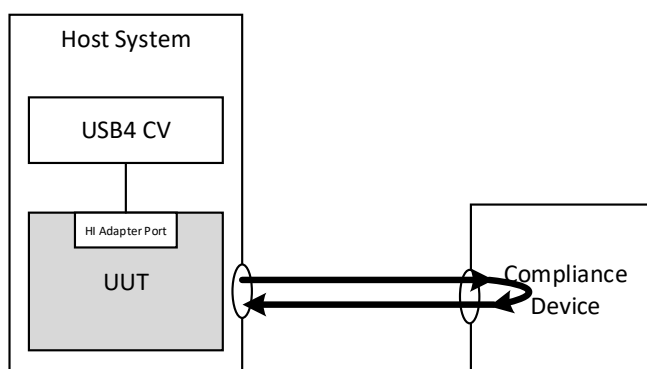 Host System
USB4 CV
HI Adapter Port
UUT
Compliance
Device